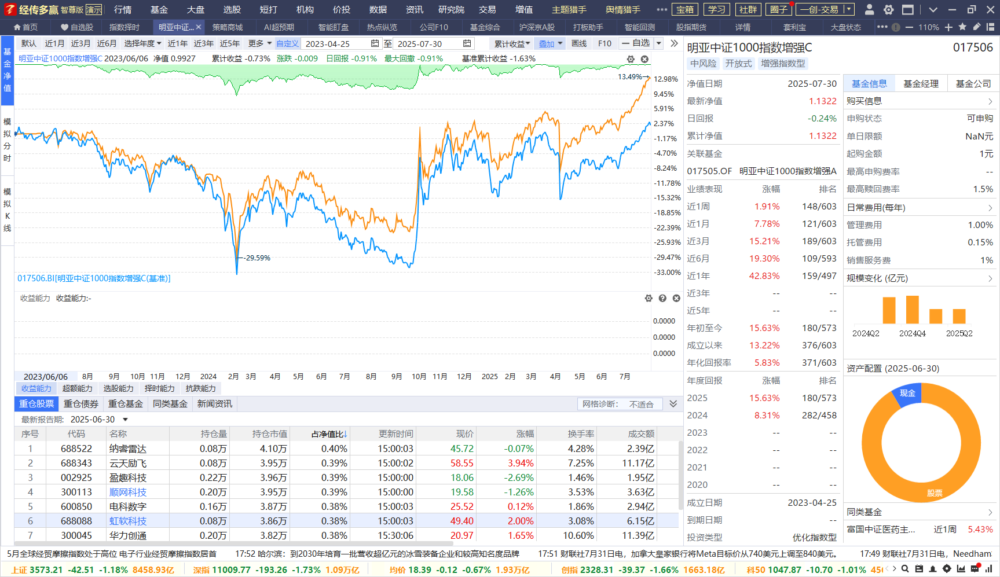 经传多赢 智尊版 演示 行情 基金 大盘 选股 短打 机构 价投 数据 资讯 研究院 交易 增值 主题猎手 舆情猎手 宝箱 学习 社群 圈子 一创-交易
首页 自选股 指数择时 明亚中证... 策略商城 AI超预期 智能盯盘 热点纵览 公司F10 基金综合 沪深京A股 打板助手 智能回测 股指期货 详情 套利宝 大盘状态 110%
默认 近1月 近3月 近6月 选择年度 近1年 近3年 近5年 更多 自定义 2023-04-25 至 2025-07-30 累计收益 叠加 画线 F10 一 自选
基金净值
模拟分时
模拟K线
明亚中证1000指数增强C 2023/06/06 净值 0.9927 累计收益 -0.73% 涨跌 -0.009 日回报 -0.91% 最大回撤 -0.91% 基准累计收益 -1.63%
13.49%
12.98%
9.45%
5.91%
2.37%
-1.17%
-4.70%
-8.24%
-11.78%
-15.32%
-18.85%
-22.39%
-25.93%
-29.47%
-33.00%
-29.59%
017506.BI[明亚中证1000指数增强C(基准)]
收益能力 收益能力:-
0.0000
0.0000
0.0000
2023/06/06 8月 9月 10月 11月 12月 2024 2月 3月 4月 5月 6月 7月 8月 9月 10月 11月 12月 2025 2月 3月 4月 5月 6月 7月
收益能力 超额能力 选股能力 择时能力 抗跌能力
重仓股票 重仓债券 重仓基金 同类基金 新闻资讯 网格诊断: 不适合
最新报告期: 2025-06-30
序号 代码 名称 持仓量 持仓市值 占净值比↓ 更新时间 现价 涨幅 换手率 成交额
1 688522 纳睿雷达 0.08万 4.10万 0.40% 15:00:03 45.72 -0.07% 4.28% 2.39亿
2 688343 云天励飞 0.08万 3.95万 0.39% 15:00:02 58.55 3.94% 7.25% 11.17亿
3 002925 盈趣科技 0.22万 3.96万 0.39% 15:00:00 18.06 -2.69% 1.46% 1.95亿
4 300113 顺网科技 0.20万 3.95万 0.39% 15:00:00 19.58 -1.26% 3.53% 3.63亿
5 600850 电科数字 0.16万 3.87万 0.38% 15:00:03 25.52 0.12% 1.86% 2.94亿
6 688088 虹软科技 0.08万 3.86万 0.38% 15:00:03 49.40 2.00% 3.08% 6.15亿
7 300045 华力创通 0.20万 3.82万 0.38% 15:30:06 20.97 1.65% 10.60% 11.39亿
明亚中证1000指数增强C 017506
中风险 开放式 增强指数型
净值日期 2025-07-30
最新净值 1.1322
日回报 -0.24%
累计净值 1.1322
关联基金
017505.OF 明亚中证1000指数增强A
业绩表现 涨幅 排名
近1周 1.91% 148/603
近1月 7.78% 121/603
近3月 15.21% 189/603
近6月 19.30% 109/593
近1年 42.83% 159/497
近3年 -- --
近5年 -- --
年初至今 15.63% 180/573
成立以来 13.22% 376/603
年化回报率 5.83% 371/603
年度回报 涨幅 排名
2025 15.63% 180/573
2024 8.31% 282/458
2023 -- --
2022 -- --
2021 -- --
2020 -- --
成立日期 2023-04-25
到期日期 --
投资类型 优化指数型
基金信息 基金经理 基金公司
购买信息
申购状态 可申购
单日限额 NaN元
起购金额 1元
最高申购费率 --
最高赎回费率 1.5%
日常费用(每年)
管理费用 1.00%
托管费用 0.15%
销售服务费 1%
规模变化 (亿元)
2024Q2 2024Q4 2025Q2
资产配置 (2025-06-30)
现金
股票
同类基金
富国中证医药主... 近1周 5.43%
5月全球经贸摩擦指数处于高位 电子行业经贸摩擦指数居首 17:52 哈尔滨：到2030年培育一批营收超亿元的冰雪装备企业和较高知名度品牌 17:51 财联社7月31日电，加拿大皇家银行将Meta目标价从740美元上调至840美元。 17:49 财联社7月31日电，Needham
上证 3573.21 -42.51 -1.18% 8458.93亿 深指 11009.77 -193.26 -1.73% 1.09万亿 均价 18.39 -0.12 -0.67% 1.93万亿 创指 2328.31 -39.37 -1.66% 1663.18亿 科50 1047.87 -10.70 -1.01%